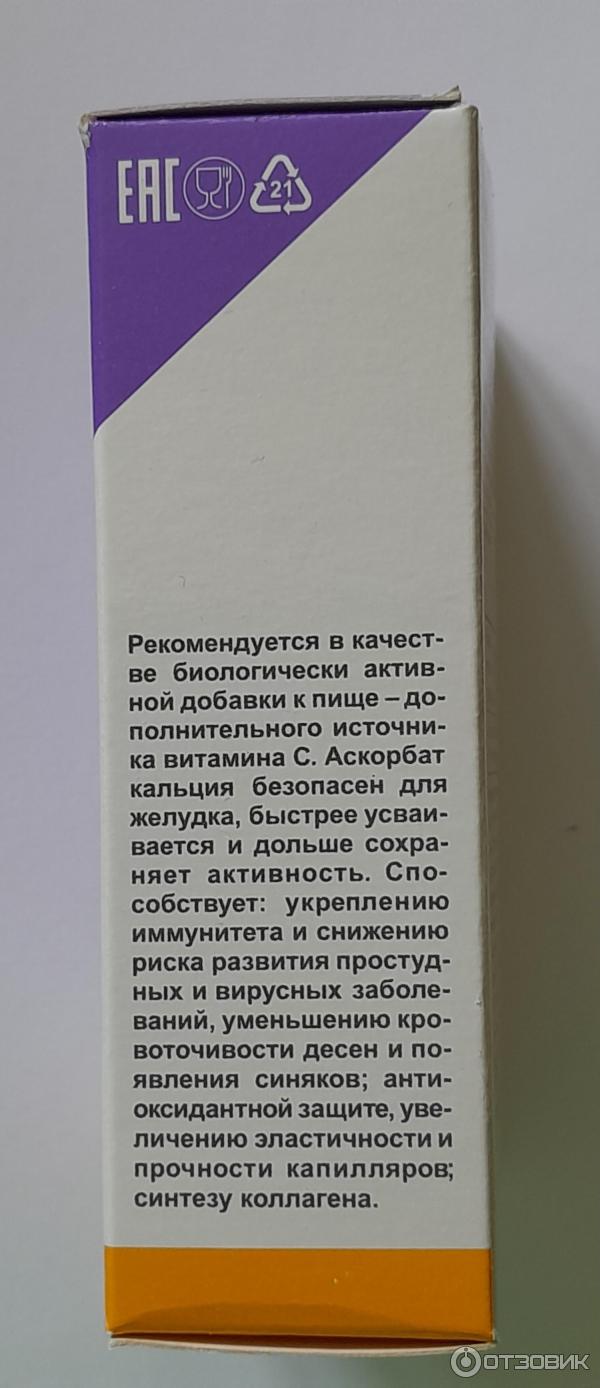 EAC
21
Рекомендуется в качест-
ве биологически актив-
ной добавки к пище – до-
полнительного источни-
ка витамина С. Аскорбат
кальция безопасен для
желудка, быстрее усваи-
вается и дольше сохра-
няет активность. Спо-
собствует: укреплению
иммунитета и снижению
риска развития простуд-
ных и вирусных заболе-
ваний, уменьшению кро-
воточивости десен и по-
явления синяков; анти-
оксидантной защите, уве-
личению эластичности и
прочности капилляров;
синтезу коллагена.
ОТЗОВИК